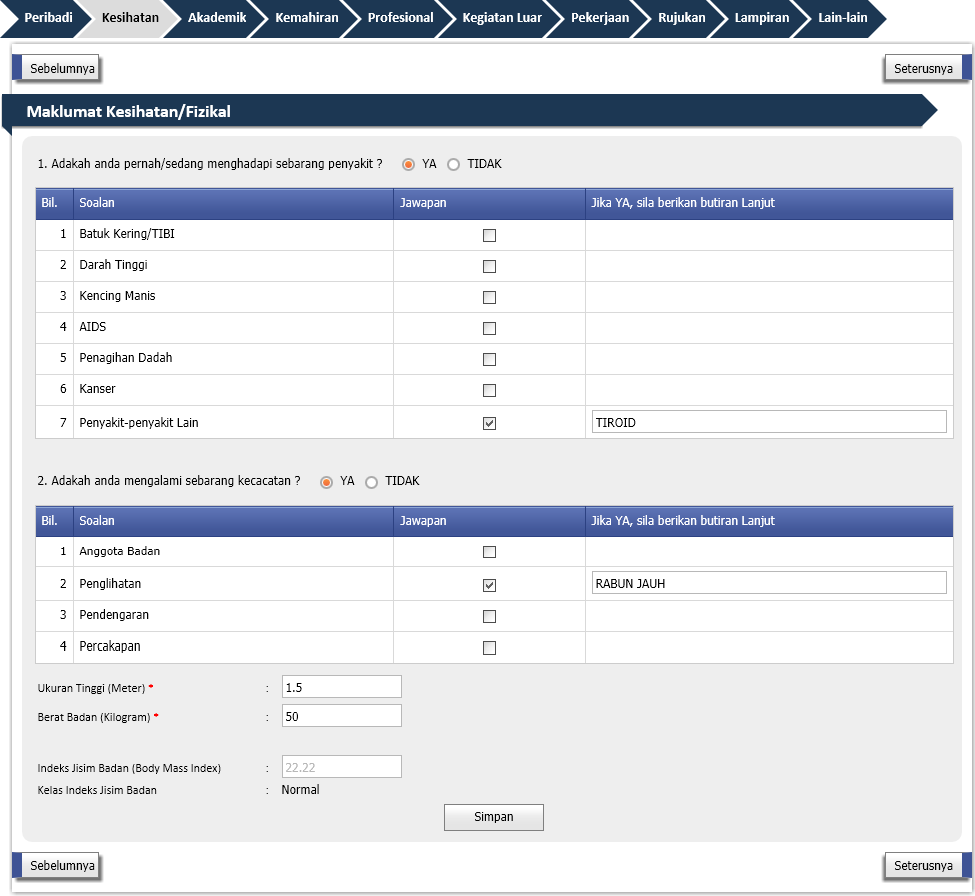 Peribadi Kesihatan Akademik Kemahiran Profesional Kegiatan Luar Pekerjaan Rujukan Lampiran Lain-lain
Sebelumnya Seterusnya
Maklumat Kesihatan/Fizikal
1. Adakah anda pernah/sedang menghadapi sebarang penyakit ? YA TIDAK
Bil. Soalan Jawapan Jika YA, sila berikan butiran Lanjut
1 Batuk Kering/TIBI
2 Darah Tinggi
3 Kencing Manis
4 AIDS
5 Penagihan Dadah
6 Kanser
7 Penyakit-penyakit Lain TIROID
2. Adakah anda mengalami sebarang kecacatan ? YA TIDAK
Bil. Soalan Jawapan Jika YA, sila berikan butiran Lanjut
1 Anggota Badan
2 Penglihatan RABUN JAUH
3 Pendengaran
4 Percakapan
Ukuran Tinggi (Meter) * : 1.5
Berat Badan (Kilogram) * : 50
Indeks Jisim Badan (Body Mass Index) : 22.22
Kelas Indeks Jisim Badan : Normal
Simpan
Sebelumnya Seterusnya